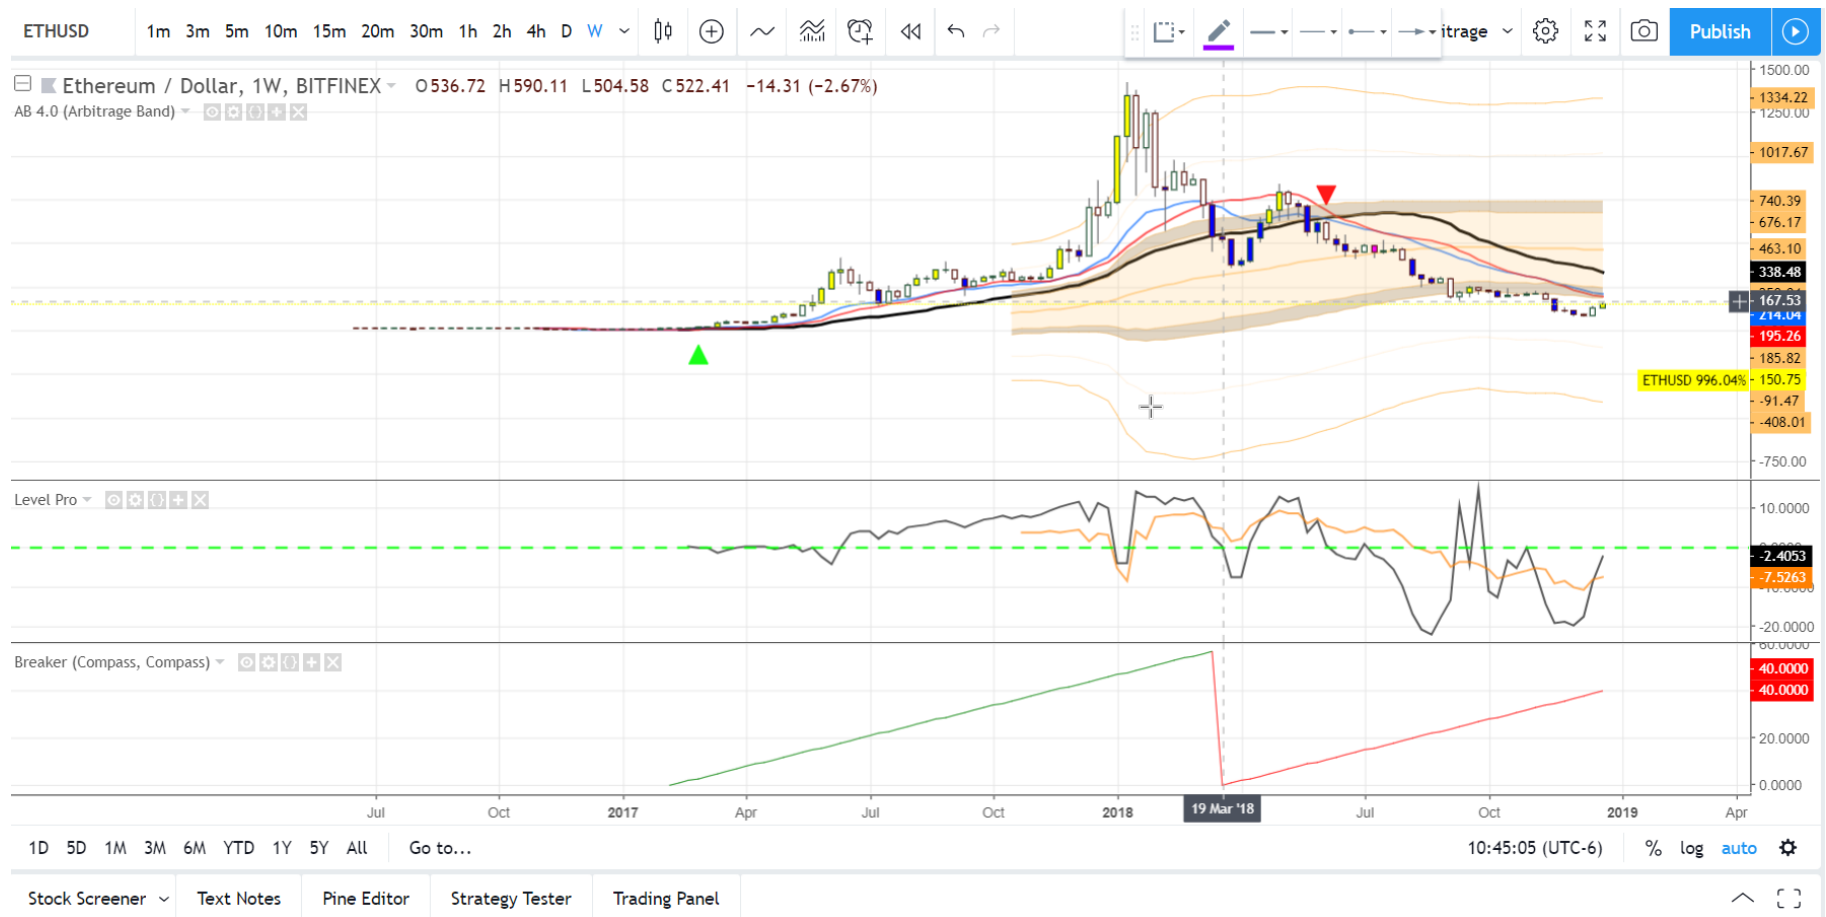 ETHUSD 1m 3m 5m 10m 15m 20m 30m 1h 2h 4h D W itrage Publish
Ethereum / Dollar, 1W, BITFINEX O536.72 H590.11 L504.58 C522.41 −14.31 (−2.67%)
AB 4.0 (Arbitrage Band)
1500.00
1334.22
1250.00
1017.67
740.39
676.17
463.10
338.48
167.53
214.04
195.26
185.82
ETHUSD 996.04% 150.75
-91.47
-408.01
-750.00
Level Pro
10.0000
-2.4053
-7.5263
-10.0000
-20.0000
Breaker (Compass, Compass)
60.0000
40.0000
40.0000
20.0000
0.0000
Jul Oct 2017 Apr Jul Oct 2018 19 Mar '18 Jul Oct 2019 Apr
1D 5D 1M 3M 6M YTD 1Y 5Y All Go to... 10:45:05 (UTC-6) % log auto
Stock Screener Text Notes Pine Editor Strategy Tester Trading Panel